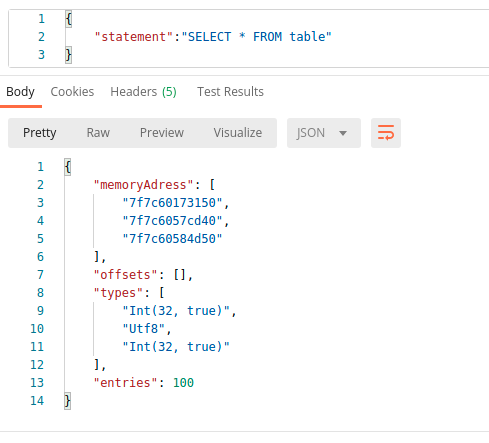 1 {
2 "statement":"SELECT * FROM table"
3 }
Body Cookies Headers (5) Test Results
Pretty Raw Preview Visualize JSON
1 {
2 "memoryAdress": [
3 "7f7c60173150",
4 "7f7c6057cd40",
5 "7f7c60584d50"
6 ],
7 "offsets": [],
8 "types": [
9 "Int(32, true)",
10 "Utf8",
11 "Int(32, true)"
12 ],
13 "entries": 100
14 }